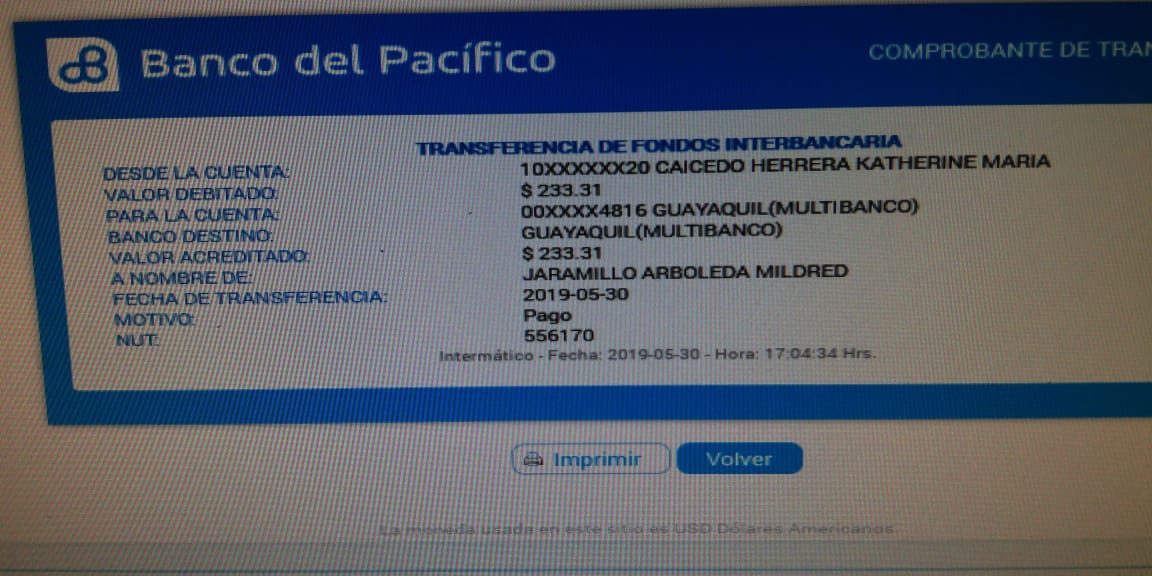 Banco del Pacífico
COMPROBANTE DE TRAN
TRANSFERENCIA DE FONDOS INTERBANCARIA
DESDE LA CUENTA: 10XXXXXX20 CAICEDO HERRERA KATHERINE MARIA
VALOR DEBITADO: $ 233.31
PARA LA CUENTA: 00XXXX4816 GUAYAQUIL(MULTIBANCO)
BANCO DESTINO: GUAYAQUIL(MULTIBANCO)
VALOR ACREDITADO: $ 233.31
A NOMBRE DE: JARAMILLO ARBOLEDA MILDRED
FECHA DE TRANSFERENCIA: 2019-05-30
MOTIVO: Pago
NUT: 556170
Intermático - Fecha: 2019-05-30 - Hora: 17:04:34 Hrs.
Imprimir Volver
La moneda usada en este sitio es USD Dólares Americanos